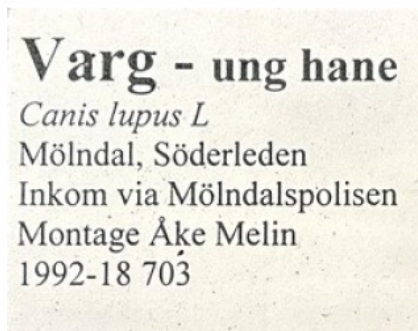 Varg - ung hane
Canis lupus L
Mölndal, Söderleden
Inkom via Mölndalspolisen
Montage Åke Melin
1992-18 703